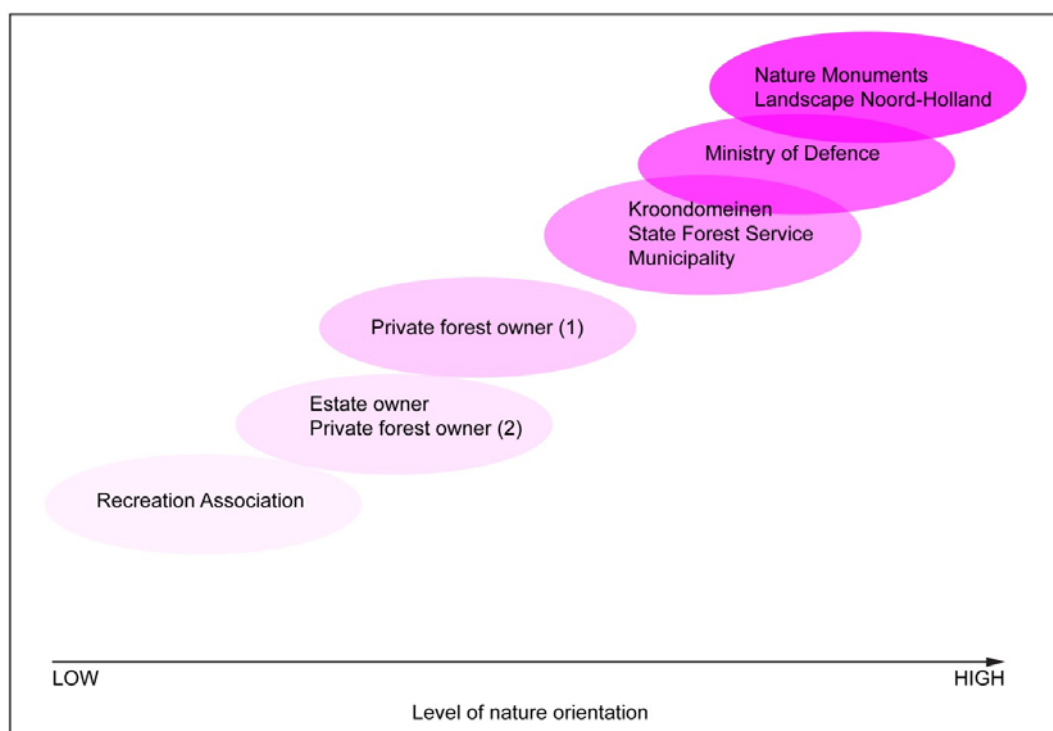 Nature Monuments
Landscape Noord-Holland
Ministry of Defence
Kroondomeinen
State Forest Service
Municipality
Private forest owner (1)
Estate owner
Private forest owner (2)
Recreation Association
LOW
HIGH
Level of nature orientation